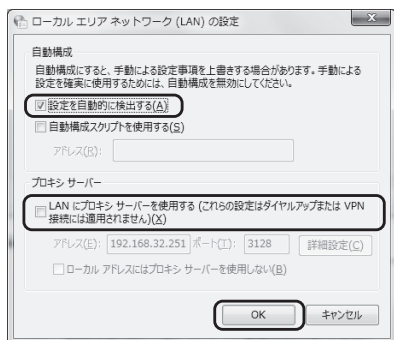 ローカル エリア ネットワーク (LAN) の設定
自動構成
自動構成にすると、手動による設定事項を上書きする場合があります。手動による
設定を確実に使用するためには、自動構成を無効にしてください。
設定を自動的に検出する(A)
自動構成スクリプトを使用する(S)
アドレス(R):
プロキシ サーバー
LAN にプロキシ サーバーを使用する (これらの設定はダイヤルアップまたは VPN
接続には適用されません)(X)
アドレス(E): 192.168.32.251 ポート(T): 3128 詳細設定(C)
ローカル アドレスにはプロキシ サーバーを使用しない(B)
OK キャンセル